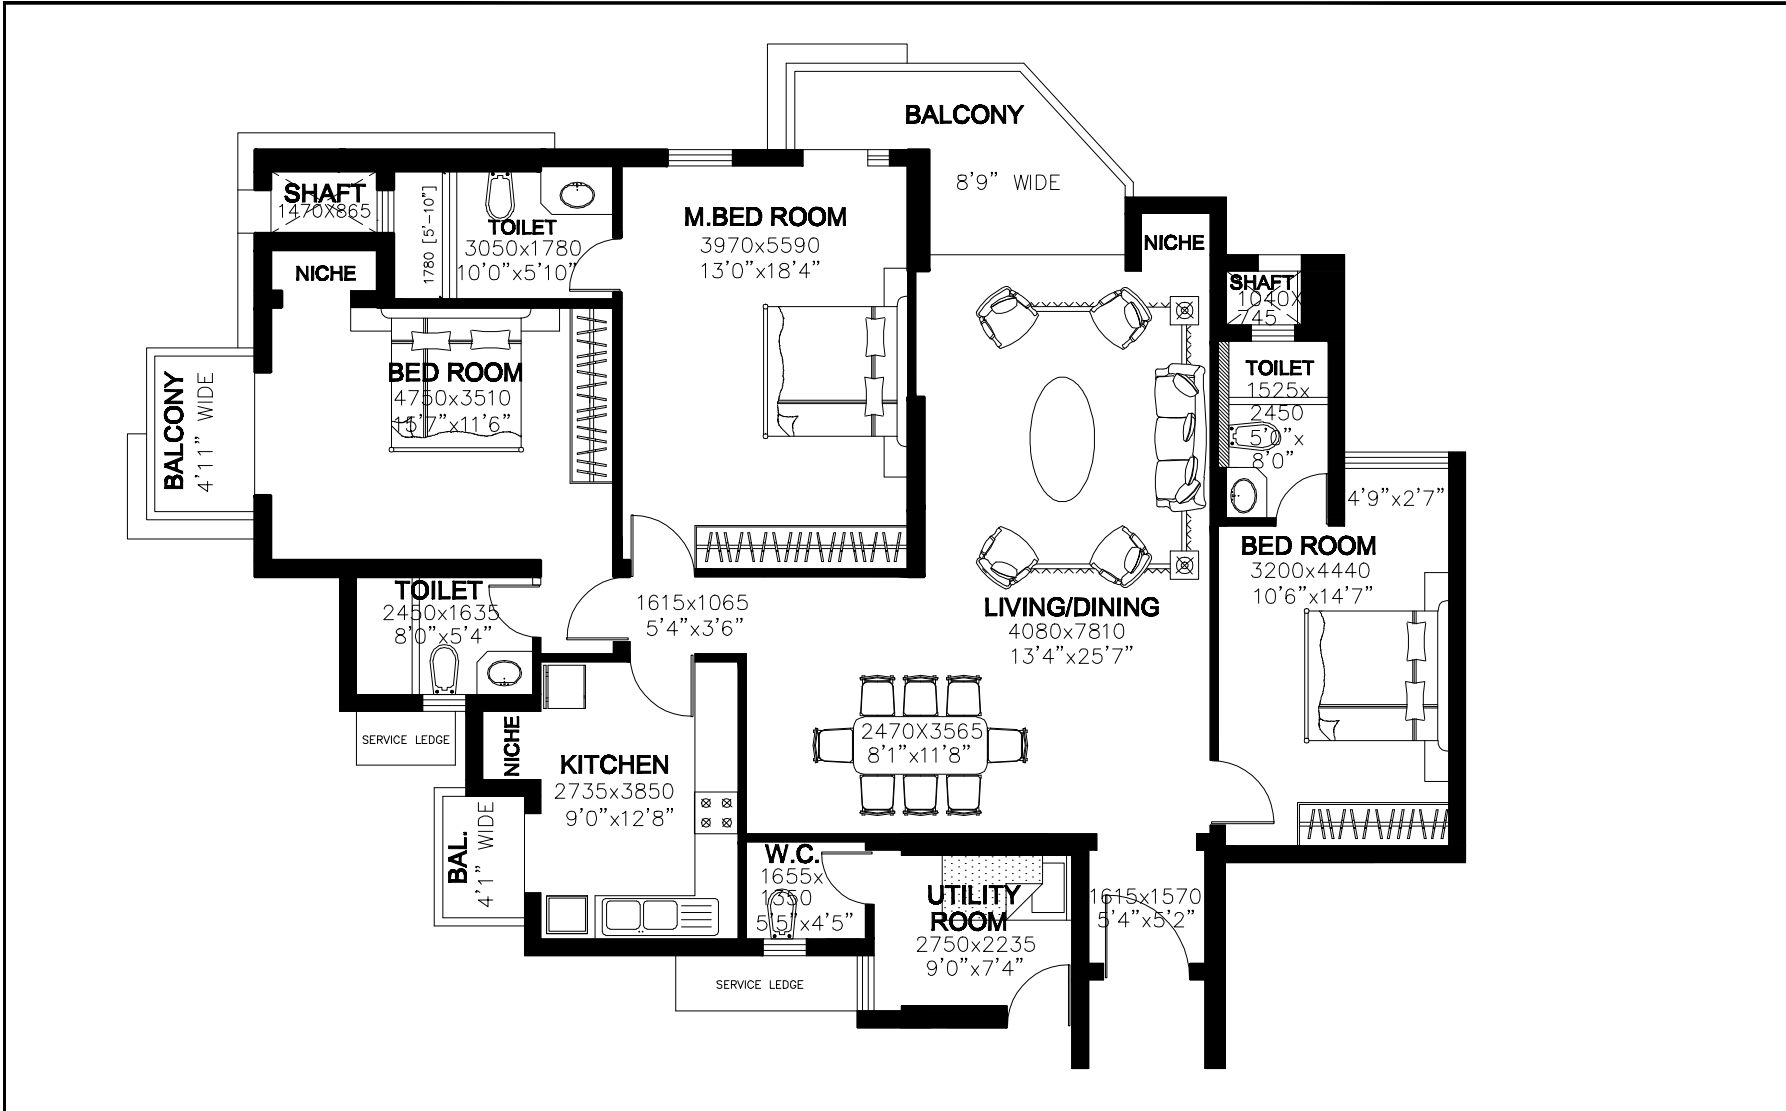 BALCONY
8'9" WIDE
SHAFT
1470X865
1780 [5'-10"]
TOILET
3050x1780
10'0"x5'10"
M.BED ROOM
3970x5590
13'0"x18'4"
NICHE
NICHE
SHAFT
1040X
745
BALCONY
4'11" WIDE
BED ROOM
4750x3510
15'7"x11'6"
TOILET
1525x
2450
5'0"x
8'0"
4'9"x2'7"
BED ROOM
3200x4440
10'6"x14'7"
TOILET
2450x1635
8'0"x5'4"
1615x1065
5'4"x3'6"
LIVING/DINING
4080x7810
13'4"x25'7"
SERVICE LEDGE
NICHE
KITCHEN
2735x3850
9'0"x12'8"
2470X3565
8'1"x11'8"
BAL.
4'1" WIDE
W.C.
1655x
1350
5'5"x4'5"
UTILITY
ROOM
2750x2235
9'0"x7'4"
1615x1570
5'4"x5'2"
SERVICE LEDGE